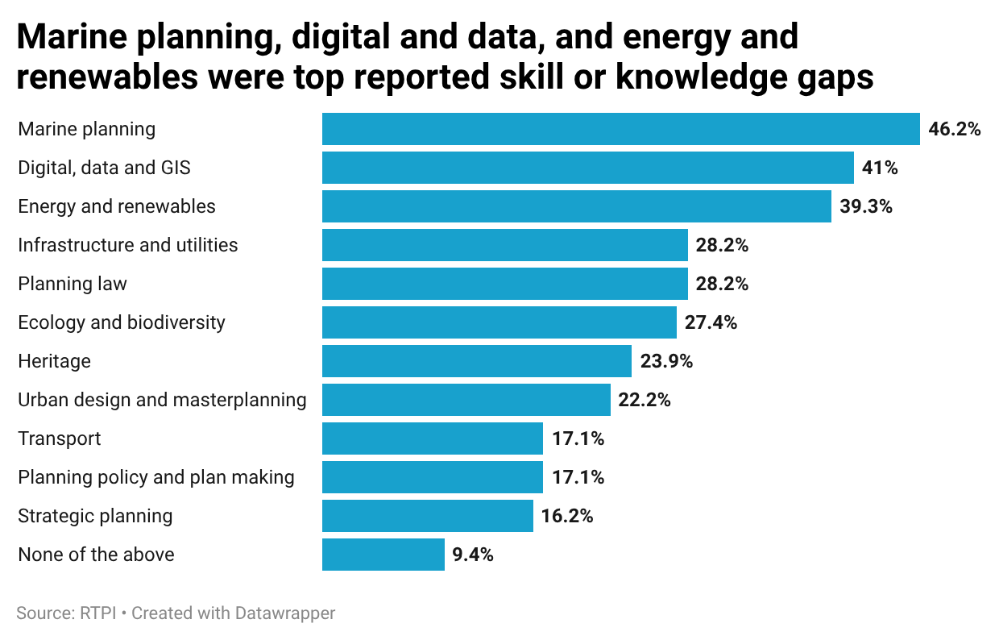 Marine planning, digital and data, and energy and
renewables were top reported skill or knowledge gaps
Marine planning 46.2%
Digital, data and GIS 41%
Energy and renewables 39.3%
Infrastructure and utilities 28.2%
Planning law 28.2%
Ecology and biodiversity 27.4%
Heritage 23.9%
Urban design and masterplanning 22.2%
Transport 17.1%
Planning policy and plan making 17.1%
Strategic planning 16.2%
None of the above 9.4%
Source: RTPI • Created with Datawrapper